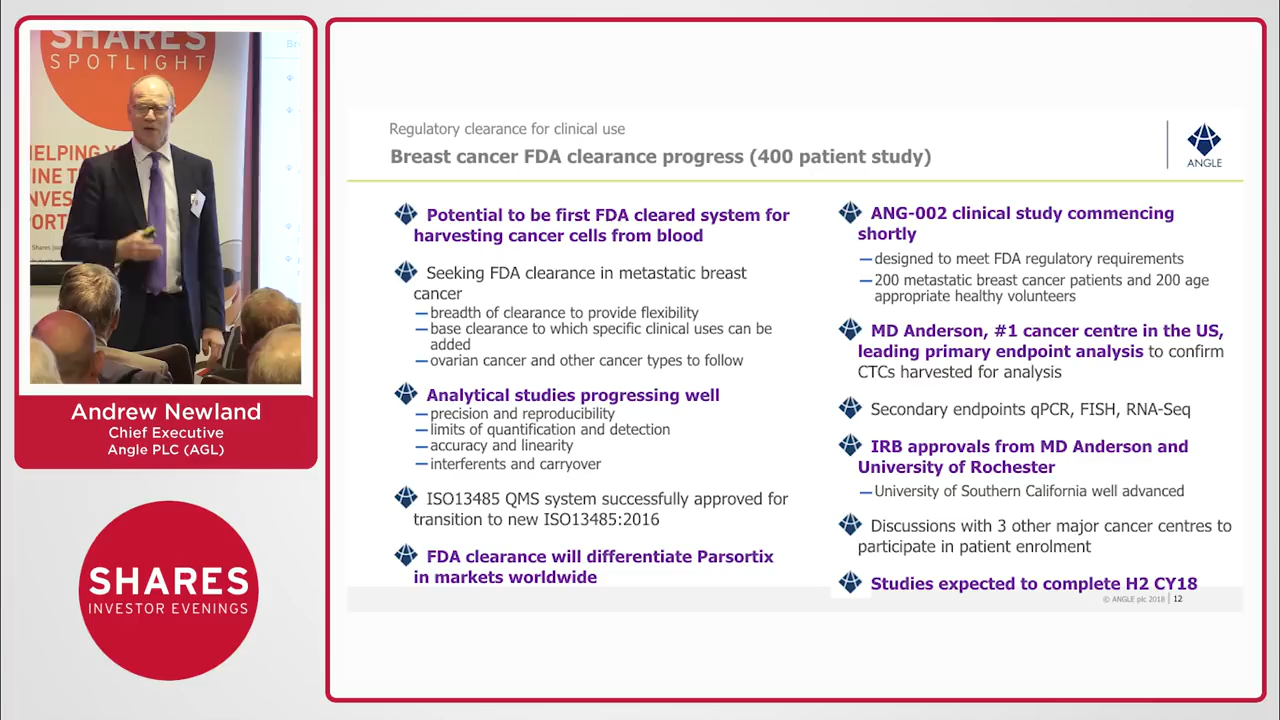 SHARES
SPOTLIGHT
HELPING
INVES
Shares
Andrew Newland
Chief Executive
Angle PLC (AGL)
SHARES
INVESTOR EVENINGS
Regulatory clearance for clinical use
Breast cancer FDA clearance progress (400 patient study)
ANGLE
Potential to be first FDA cleared system for
harvesting cancer cells from blood
Seeking FDA clearance in metastatic breast
cancer
—breadth of clearance to provide flexibility
—base clearance to which specific clinical uses can be
added
—ovarian cancer and other cancer types to follow
Analytical studies progressing well
—precision and reproducibility
—limits of quantification and detection
—accuracy and linearity
—interferents and carryover
ISO13485 QMS system successfully approved for
transition to new ISO13485:2016
FDA clearance will differentiate Parsortix
in markets worldwide
ANG-002 clinical study commencing
shortly
—designed to meet FDA regulatory requirements
—200 metastatic breast cancer patients and 200 age
appropriate healthy volunteers
MD Anderson, #1 cancer centre in the US,
leading primary endpoint analysis to confirm
CTCs harvested for analysis
Secondary endpoints qPCR, FISH, RNA-Seq
IRB approvals from MD Anderson and
University of Rochester
—University of Southern California well advanced
Discussions with 3 other major cancer centres to
participate in patient enrolment
Studies expected to complete H2 CY18
© ANGLE plc 2018 | 12